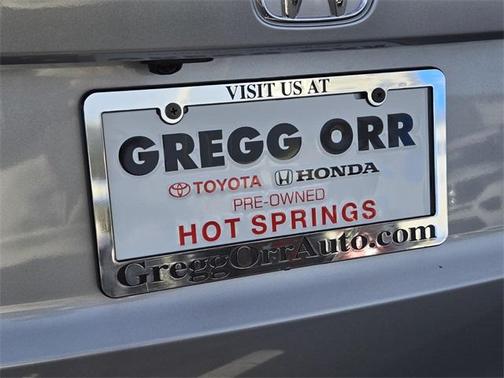 VISIT US AT
GREGG ORR
TOYOTA HONDA
PRE-OWNED
HOT SPRINGS
GreggOrrAuto.com